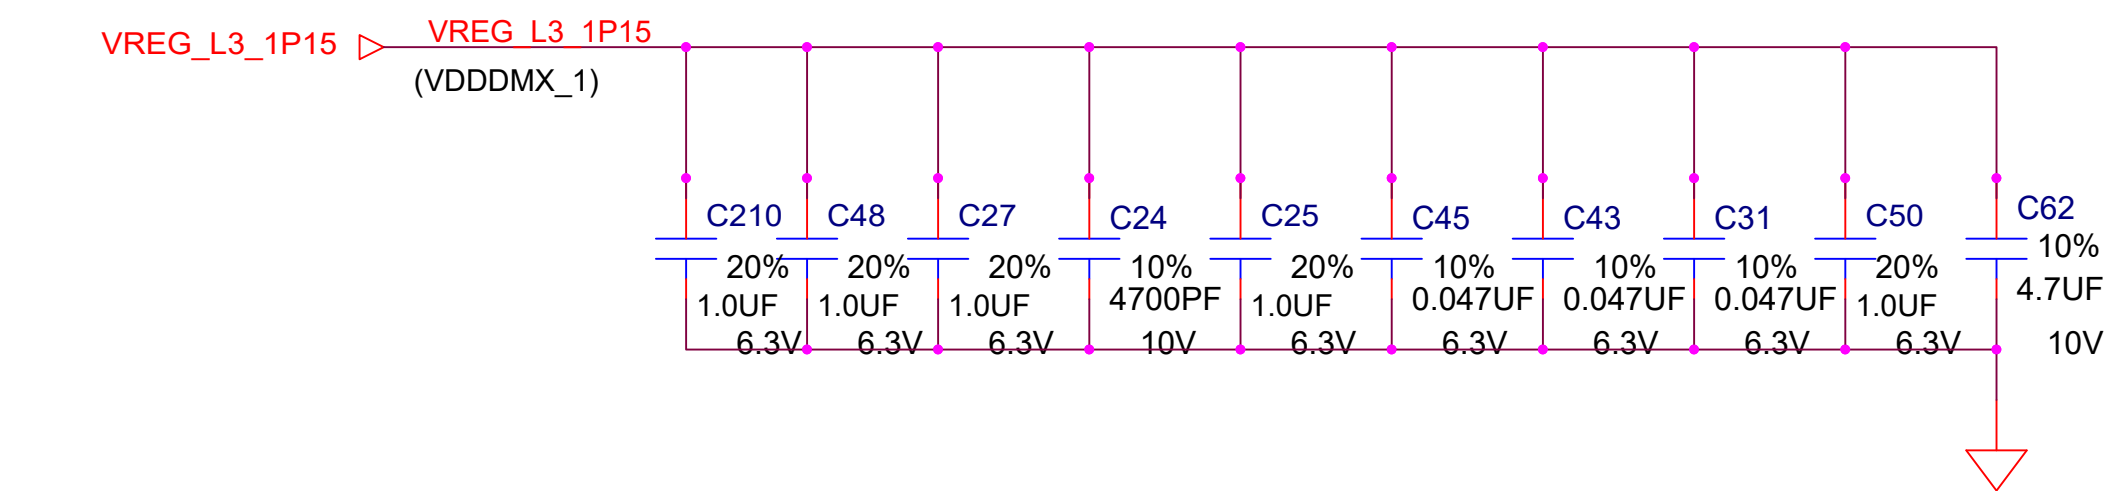 VREG_L3_1P15
VREG_L3_1P15
(VDDDMX_1)
C210
20%
1.0UF
6.3V
C48
20%
1.0UF
6.3V
C27
20%
1.0UF
6.3V
C24
10%
4700PF
10V
C25
20%
1.0UF
6.3V
C45
10%
0.047UF
6.3V
C43
10%
0.047UF
6.3V
C31
10%
0.047UF
6.3V
C50
20%
1.0UF
6.3V
C62
10%
4.7UF
10V